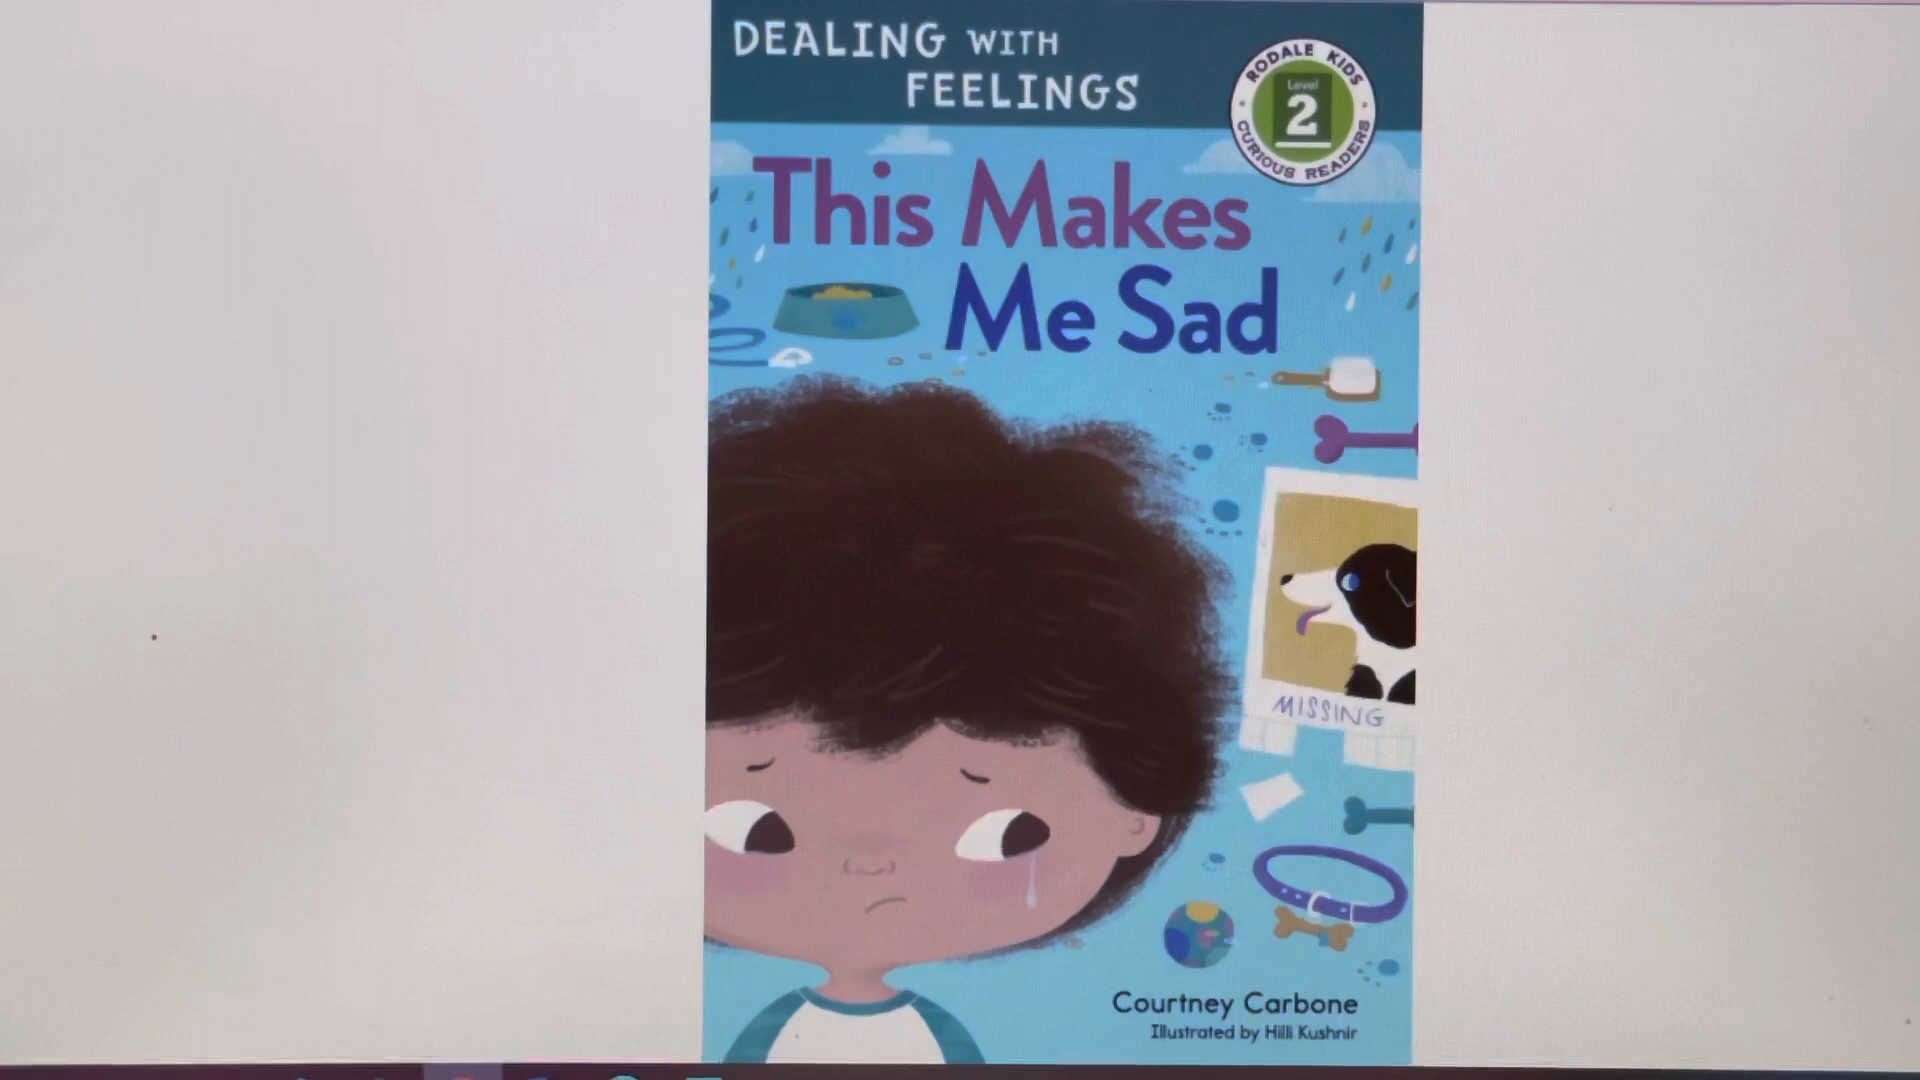 DEALING WITH
FEELINGS
RODALE KIDS
Level
2
CURIOUS READERS
This Makes
Me Sad
MISSING
Courtney Carbone
Illustrated by Hilli Kushnir